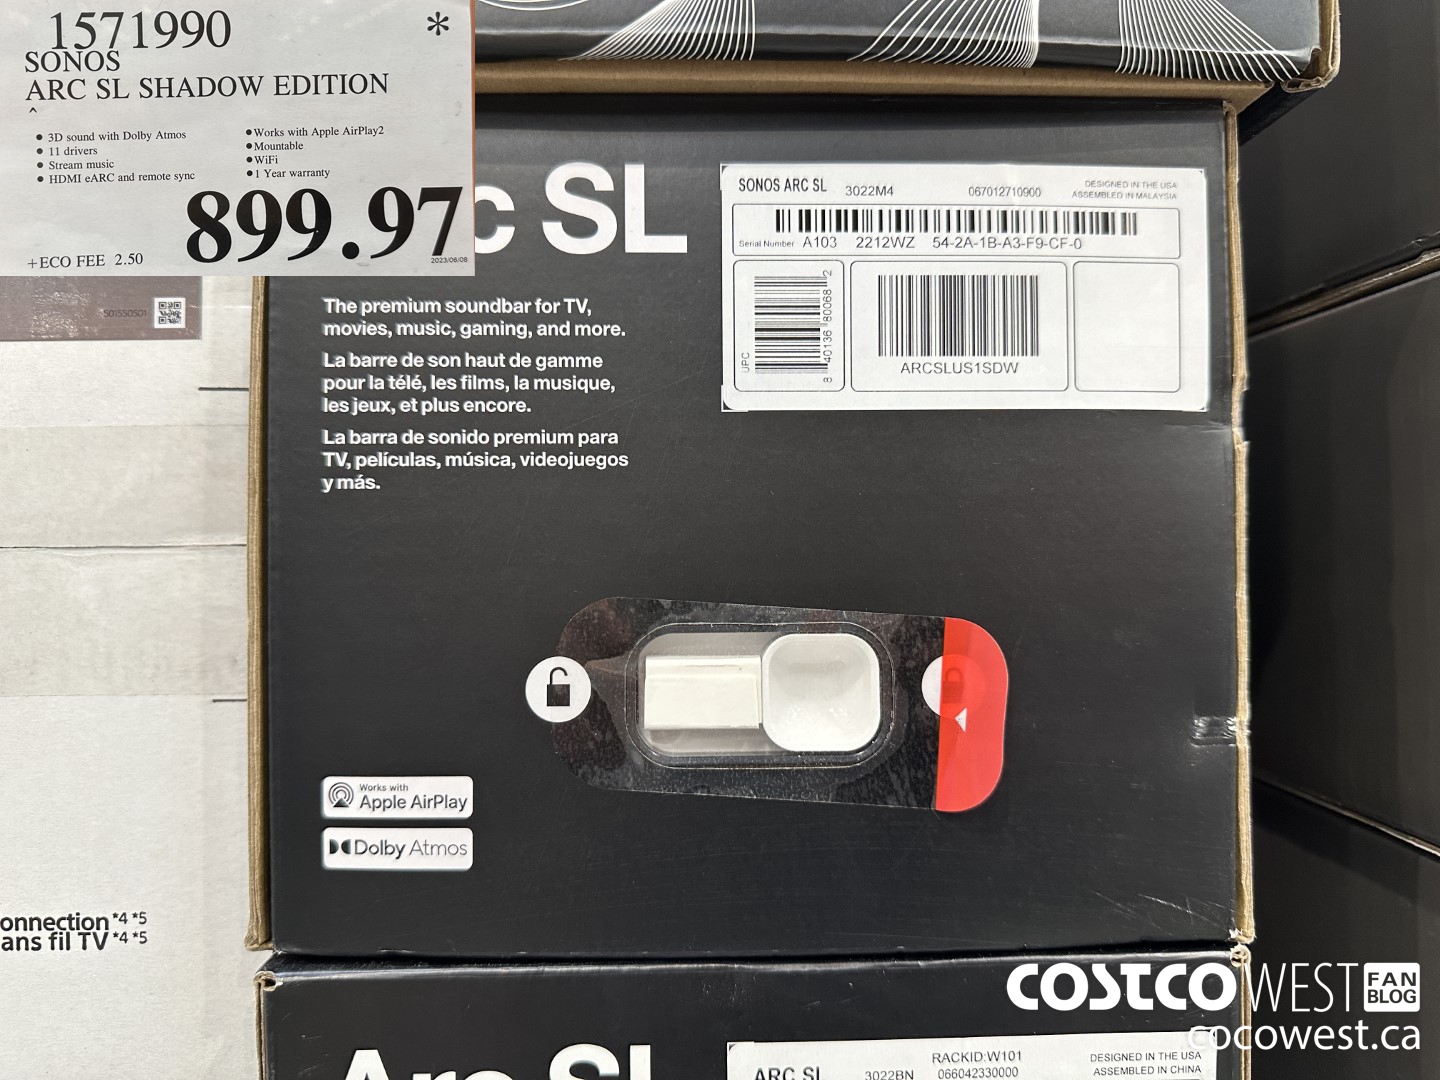 1571990 *
SONOS
ARC SL SHADOW EDITION
^
● 3D sound with Dolby Atmos
● 11 drivers
● Stream music
● HDMI eARC and remote sync
● Works with Apple AirPlay2
● Mountable
● WiFi
● 1 Year warranty
899.97
+ECO FEE 2.50
2023/06/08
501550501
c SL
The premium soundbar for TV,
movies, music, gaming, and more.
La barre de son haut de gamme
pour la télé, les films, la musique,
les jeux, et plus encore.
La barra de sonido premium para
TV, películas, música, videojuegos
y más.
SONOS ARC SL 3022M4 067012710900
DESIGNED IN THE USA
ASSEMBLED IN MALAYSIA
Serial Number A103 2212WZ 54-2A-1B-A3-F9-CF-0
UPC
8 40136 80068 2
ARCSLUS1SDW
Works with
Apple AirPlay
Dolby Atmos
onnection *4 *5
ans fil TV *4 *5
Arc SL
ARC SL 3022BN
RACKID:W101
066042330000
DESIGNED IN THE USA
ASSEMBLED IN CHINA
COSTCO WEST FAN BLOG
cocowest.ca